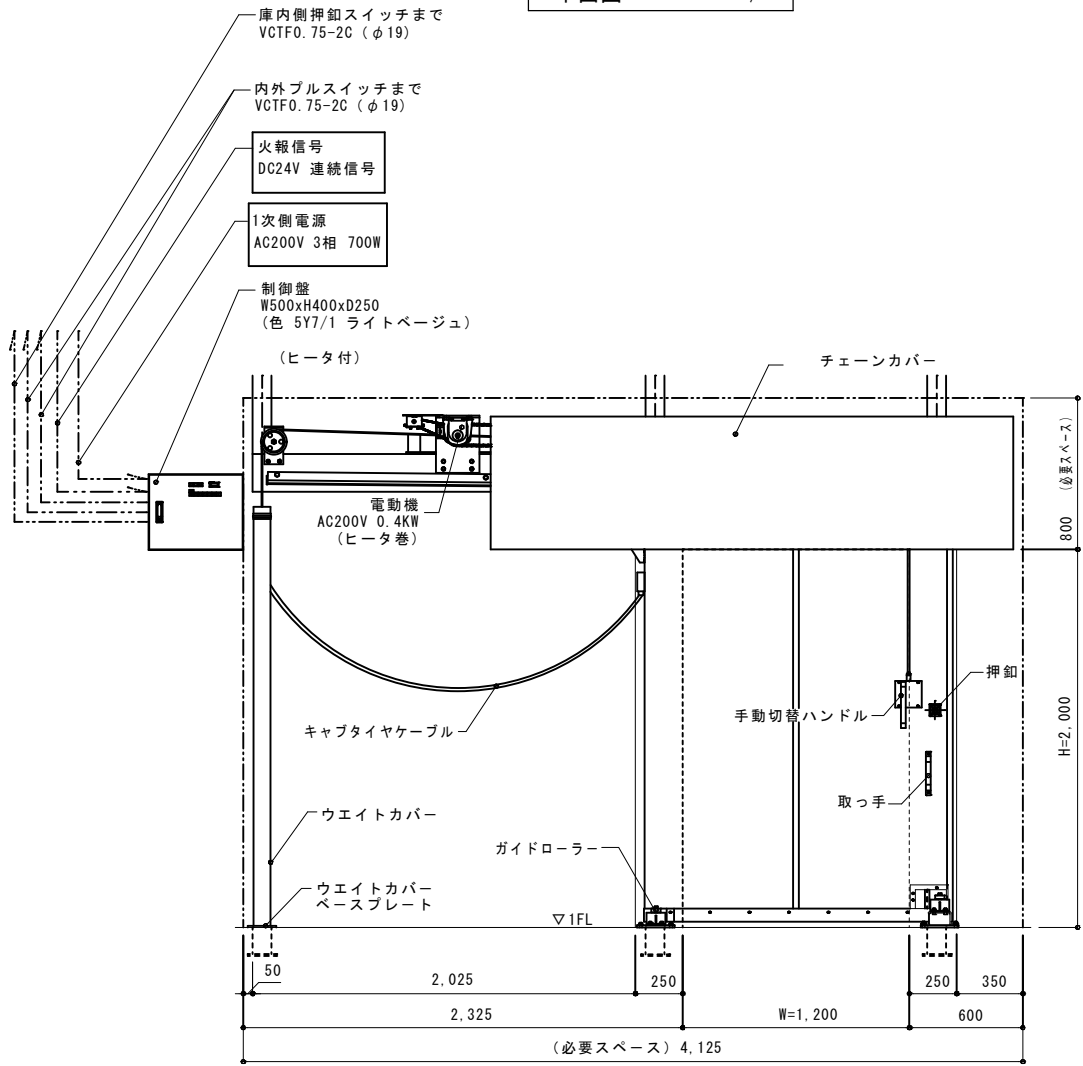 庫内側押釦スイッチまで
VCTF0.75-2C (φ19)
内外プルスイッチまで
VCTF0.75-2C (φ19)
火報信号
DC24V 連続信号
1次側電源
AC200V 3相 700W
制御盤
W500xH400xD250
(色 5Y7/1 ライトベージュ)
(ヒータ付)
チェーンカバー
電動機
AC200V 0.4KW
(ヒータ巻)
(必要スペース)
800
押釦
手動切替ハンドル
キャブタイヤケーブル
H=2,000
取っ手
ウエイトカバー
ガイドローラー
ウエイトカバー
ベースプレート
▽1FL
50
2,025
250
250
350
2,325
W=1,200
600
(必要スペース) 4,125